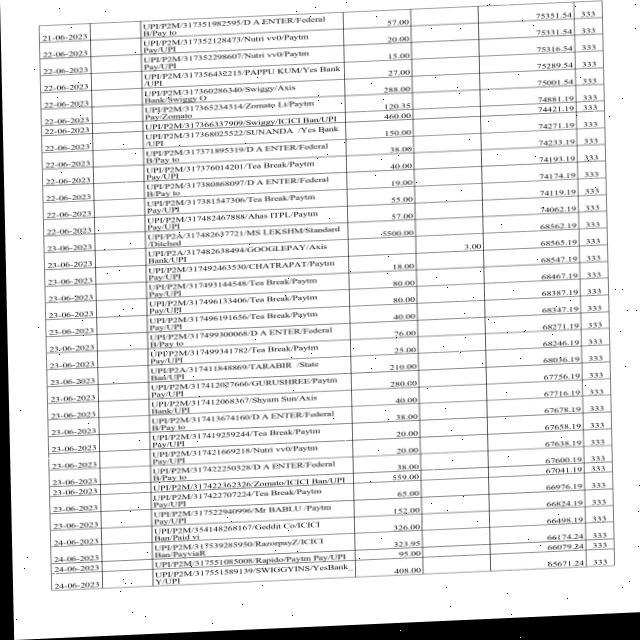 21-06-2023 UPI/P2M/317351982595/D A ENTER/Federal 57.00 75351.54 333
B/Pay to
22-06-2023 UPI/P2M/317352128473/Nutri vv0/Paytm 20.00 75331.54 333
Pay/UPI
22-06-2023 UPI/P2M/317352298607/Nutri vv0/Paytm 15.00 75316.54 333
Pay/UPI
22-06-2023 UPI/P2M/317356432215/PAPPU KUM/Yes Bank 27.00 75289.54 333
/UPI
22-06-2023 UPI/P2M/317360286340/Swiggy/Axis 288.00 75001.54 333
Bank/Swiggy O
22-06-2023 UPI/P2M/317365234314/Zomato Li/Paytm 120.35 74881.19 333
Pay/Zomato
22-06-2023 UPI/P2M/317366337909/Swiggy/ICICI Ban/UPI 460.00 74421.19 333
22-06-2023 UPI/P2M/317368025522/SUNANDA /Yes Bank 150.00 74271.19 333
/UPI
22-06-2023 UPI/P2M/317371895319/D A ENTER/Federal 38.00 74233.19 333
B/Pay to
22-06-2023 UPI/P2M/317376014201/Tea Break/Paytm 40.00 74193.19 333
Pay/UPI
22-06-2023 UPI/P2M/317380868097/D A ENTER/Federal 19.00 74174.19 333
B/Pay to
22-06-2023 UPI/P2M/317381547306/Tea Break/Paytm 55.00 74119.19 333
Pay/UPI
22-06-2023 UPI/P2M/317482467888/Ahas ITPL/Paytm 57.00 74062.19 333
Pay/UPI
23-06-2023 UPI/P2A/317482637721/MS LEKSHM/Standard 5500.00 68562.19 333
/Ditched
23-06-2023 UPI/P2A/317482638494/GOOGLEPAY/Axis 3.00 68565.19 333
Bank/UPI
23-06-2023 UPI/P2M/317492463530/CHATRAPAT/Paytm 18.00 68547.19 333
Pay/UPI
23-06-2023 UPI/P2M/317493144548/Tea Break/Paytm 80.00 68467.19 333
Pay/UPI
23-06-2023 UPI/P2M/317496133406/Tea Break/Paytm 80.00 68387.19 333
Pay/UPI
23-06-2023 UPI/P2M/317496191656/Tea Break/Paytm 40.00 68347.19 333
Pay/UPI
23-06-2023 UPI/P2M/317499300068/D A ENTER/Federal 76.00 68271.19 333
B/Pay to
23-06-2023 UPI/P2M/317499341782/Tea Break/Paytm 25.00 68246.19 333
Pay/UPI
23-06-2023 UPI/P2A/317411848869/TARABIR /State 210.00 68036.19 333
Ban/UPI
23-06-2023 UPI/P2M/317412027666/GURUSHREE/Paytm 280.00 67756.19 333
Pay/UPI
23-06-2023 UPI/P2M/317412068367/Shyam Sun/Axis 40.00 67716.19 333
Bank/UPI
23-06-2023 UPI/P2M/317413674160/D A ENTER/Federal 38.00 67678.19 333
B/Pay to
23-06-2023 UPI/P2M/317419259244/Tea Break/Paytm 20.00 67658.19 333
Pay/UPI
23-06-2023 UPI/P2M/317421669218/Nutri vv0/Paytm 20.00 67638.19 333
Pay/UPI
23-06-2023 UPI/P2M/317422250328/D A ENTER/Federal 38.00 67600.19 333
B/Pay to
23-06-2023 UPI/P2M/317422362326/Zomato/ICICI Ban/UPI 559.00 67041.19 333
23-06-2023 UPI/P2M/317422707224/Tea Break/Paytm 65.00 66976.19 333
Pay/UPI
23-06-2023 UPI/P2M/317522940996/Mr BABLU /Paytm 152.00 66824.19 333
Pay/UPI
24-06-2023 UPI/P2M/354148268167/Geddit Co/ICICI 326.00 66498.19 333
Ban/Paid vi
24-06-2023 UPI/P2M/317539285950/RazorpayZ/ICICI 323.95 66174.24 333
Ban/PayviaR
24-06-2023 UPI/P2M/317551085008/Rapido/Paytm Pay/UPI 95.00 66079.24 333
24-06-2023 UPI/P2M/317551589139/SWIGGYINS/YesBank_ 408.00 65671.24 333
Y/UPI